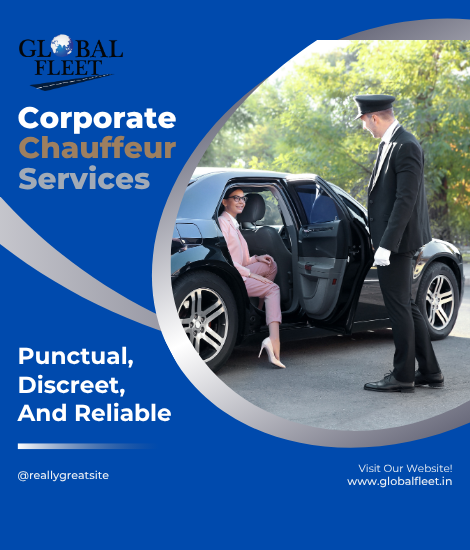 GLOBAL
FLEET
Corporate
Chauffeur
Services
Punctual,
Discreet,
And Reliable
@reallygreatsite
Visit Our Website!
www.globalfleet.in